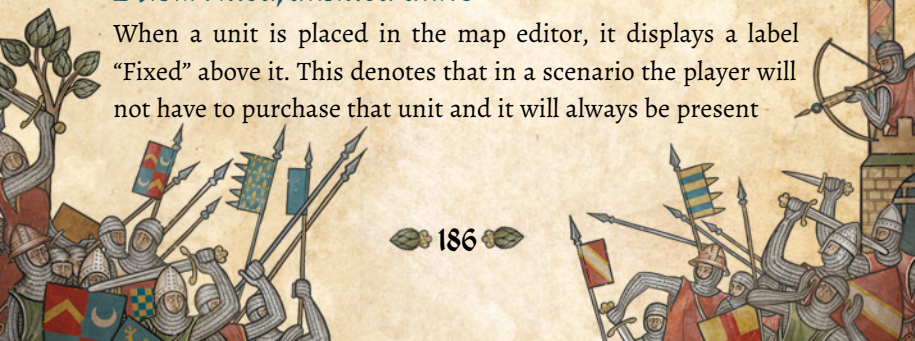 When a unit is placed in the map editor, it displays a label
“Fixed” above it. This denotes that in a scenario the player will
not have to purchase that unit and it will always be present
186